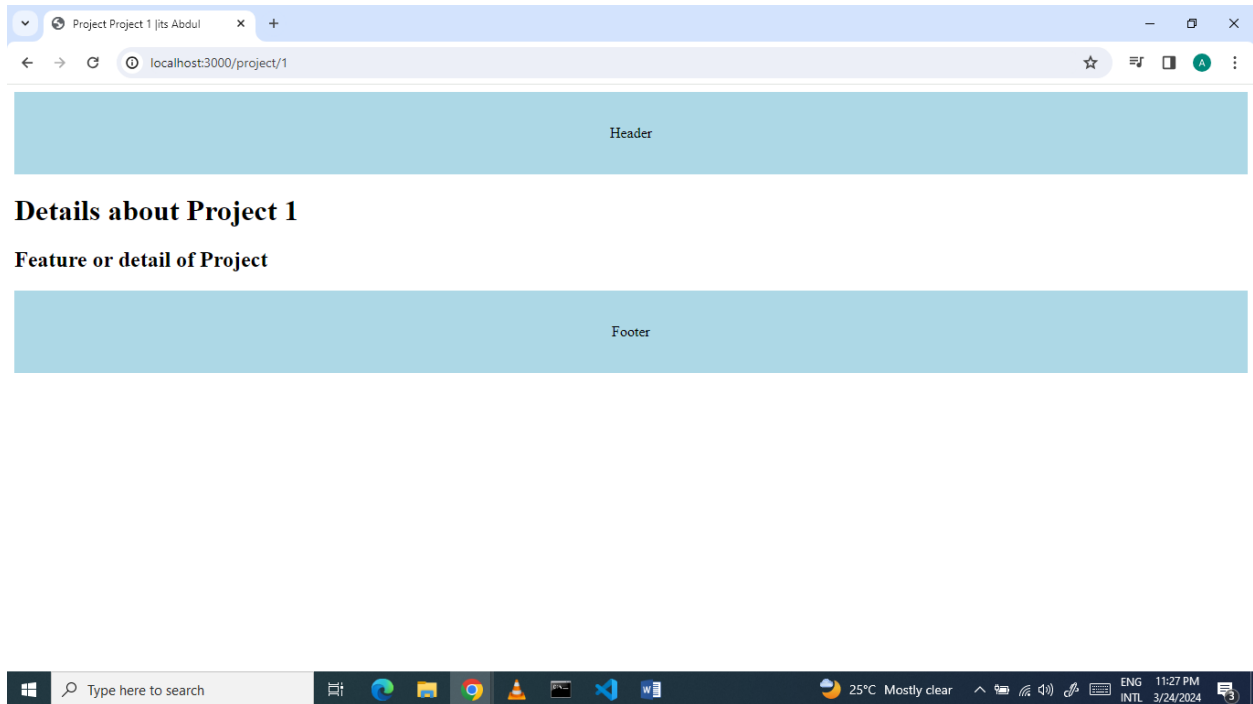 Project Project 1 |its Abdul
localhost:3000/project/1
A
Header
Details about Project 1
Feature or detail of Project
Footer
Type here to search
25°C Mostly clear
ENG
INTL
11:27 PM
3/24/2024
3